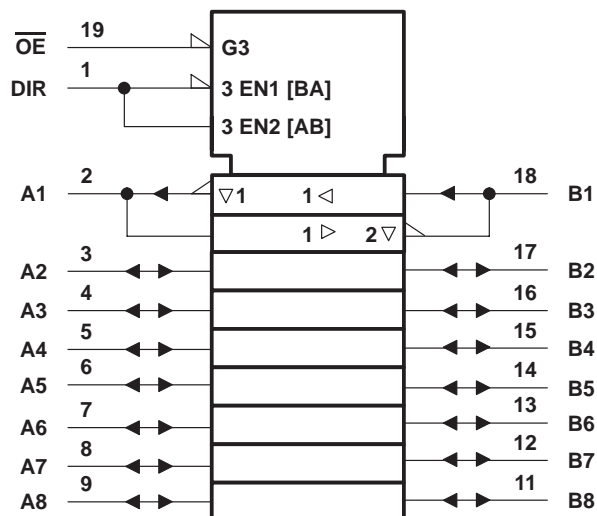 19
OE
G3
1
DIR
3 EN1 [BA]
3 EN2 [AB]
2
18
A1
▽1 1 ◁
B1
1 ▷ 2 ▽
3
17
A2
B2
4
16
A3
B3
5
15
A4
B4
6
14
A5
B5
7
13
A6
B6
8
12
A7
B7
9
11
A8
B8